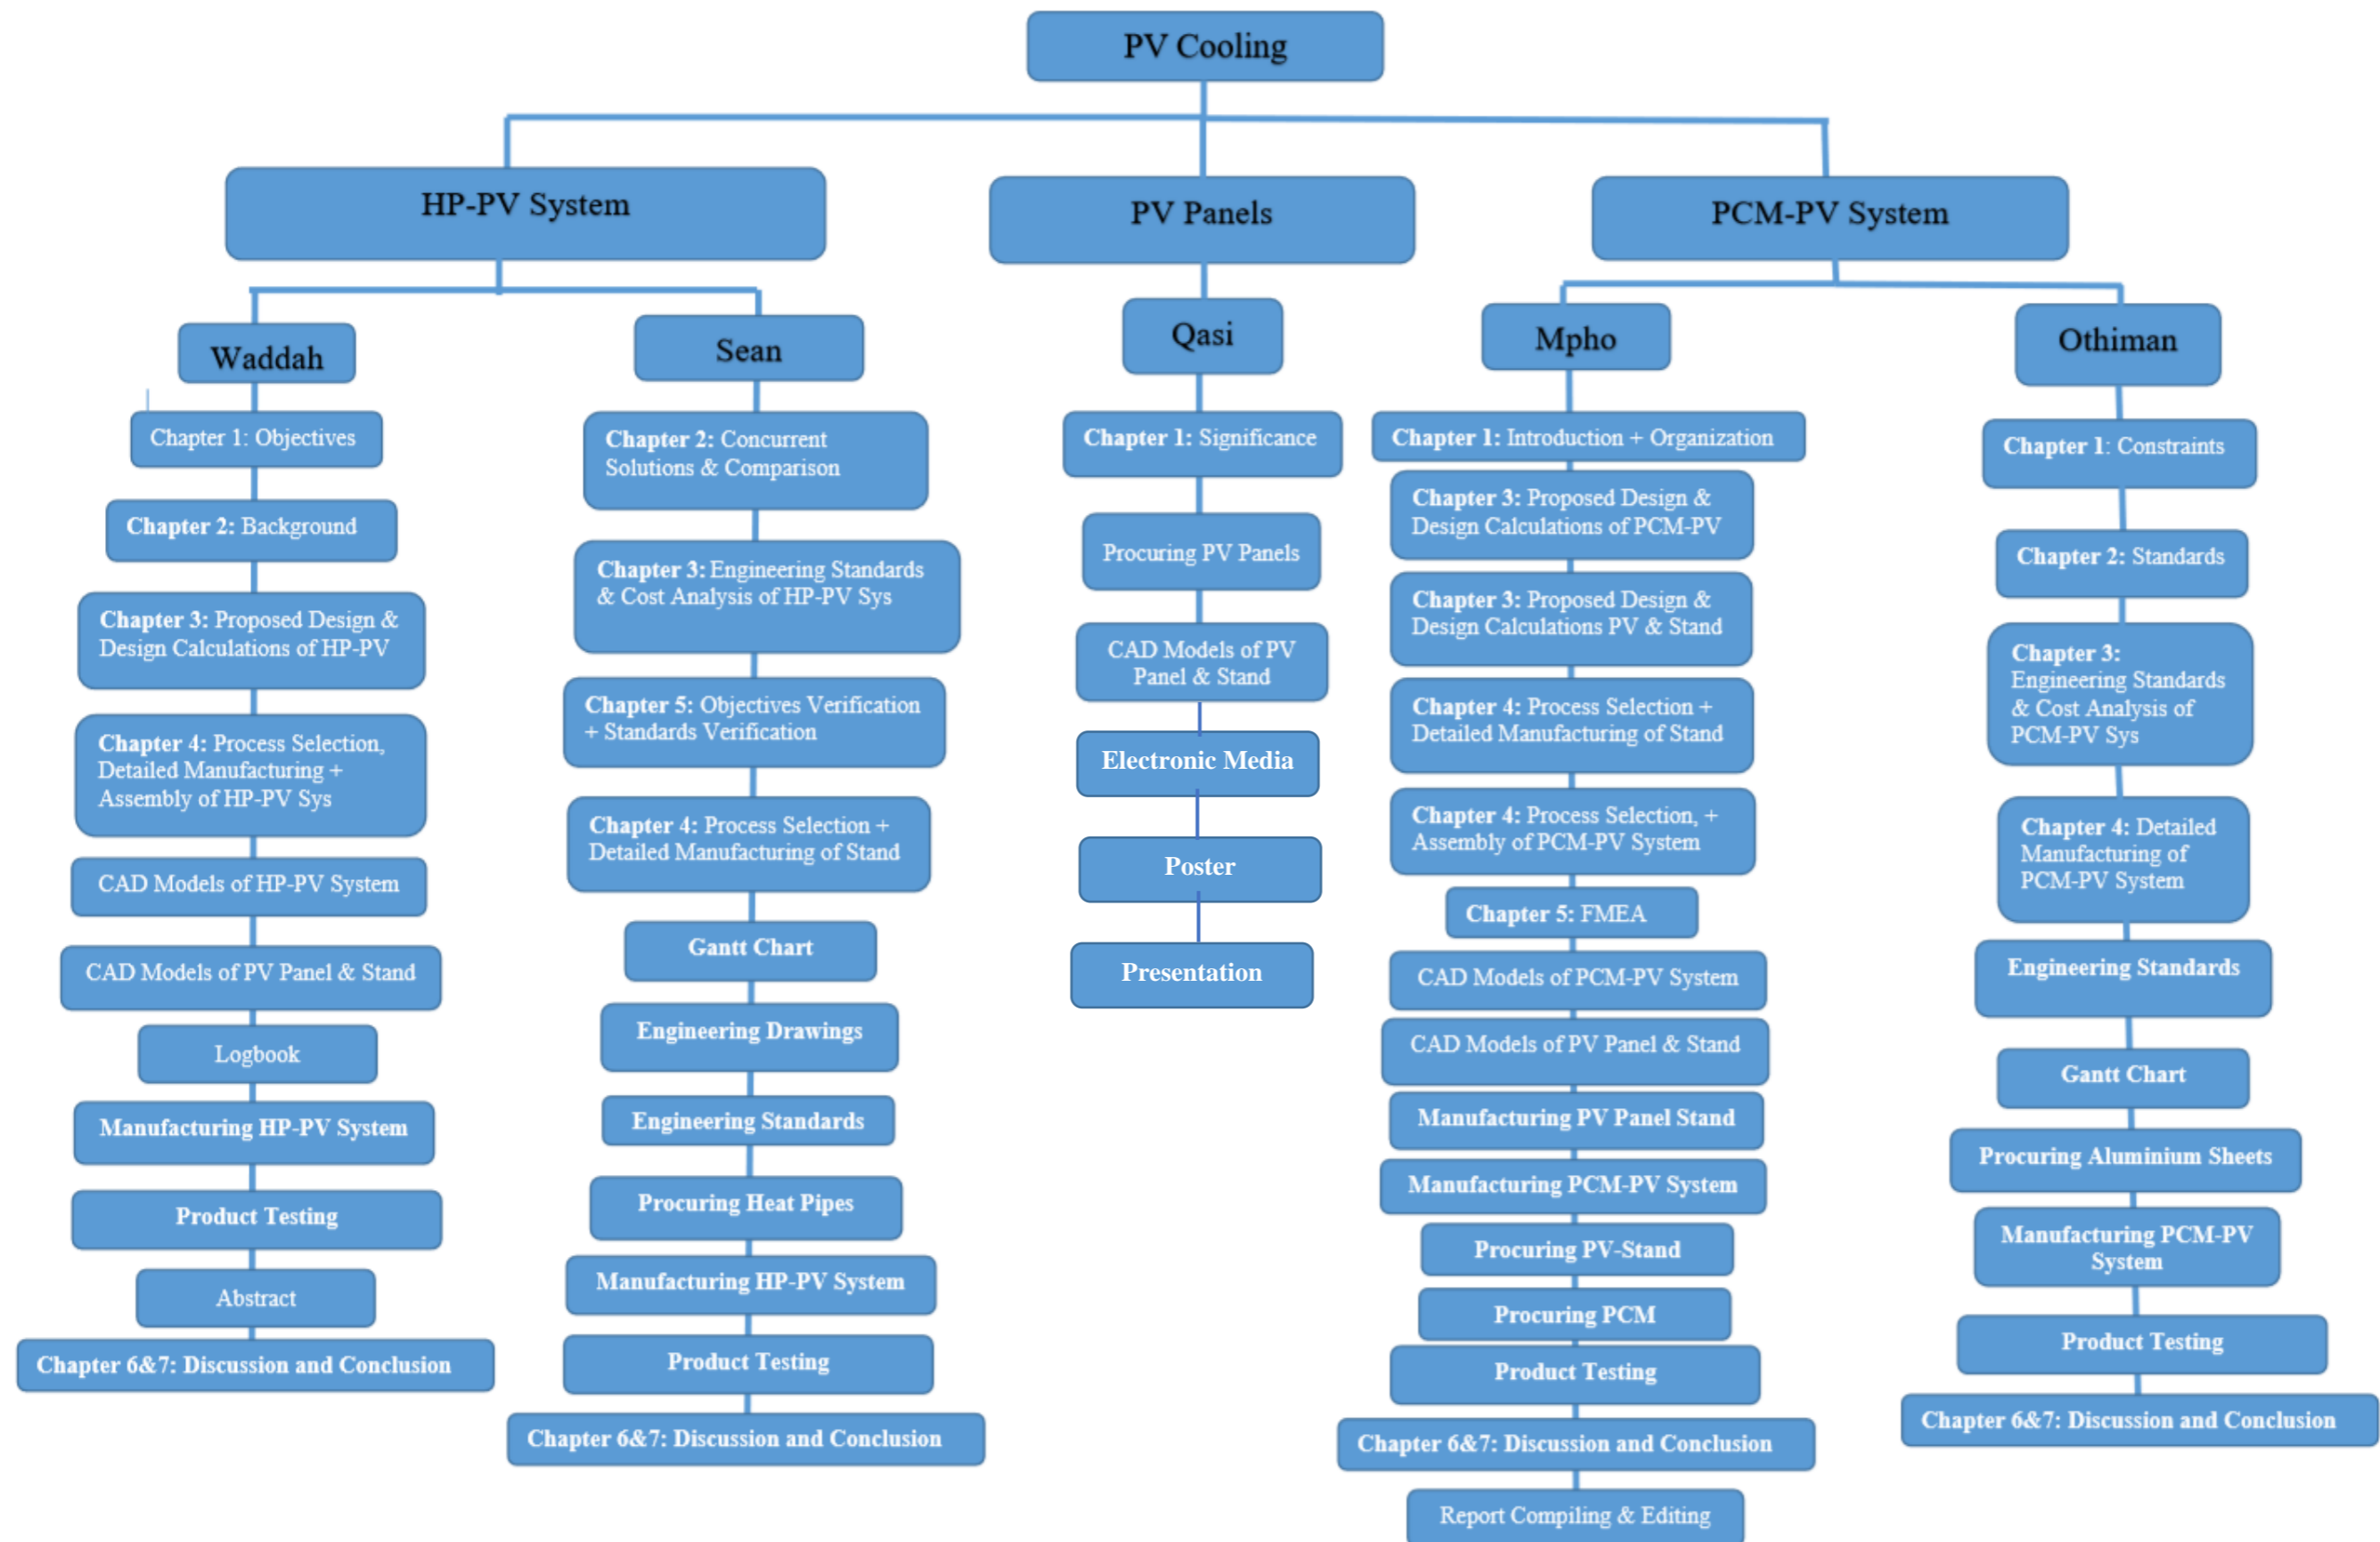 PV Cooling
HP-PV System
PV Panels
PCM-PV System
Waddah
Chapter 1: Objectives
Chapter 2: Background
Chapter 3: Proposed Design &
Design Calculations of HP-PV
Chapter 4: Process Selection,
Detailed Manufacturing +
Assembly of HP-PV Sys
CAD Models of HP-PV System
CAD Models of PV Panel & Stand
Logbook
Manufacturing HP-PV System
Product Testing
Abstract
Chapter 6&7: Discussion and Conclusion
Sean
Chapter 2: Concurrent
Solutions & Comparison
Chapter 3: Engineering Standards
& Cost Analysis of HP-PV Sys
Chapter 5: Objectives Verification
+ Standards Verification
Chapter 4: Process Selection +
Detailed Manufacturing of Stand
Gantt Chart
Engineering Drawings
Engineering Standards
Procuring Heat Pipes
Manufacturing HP-PV System
Product Testing
Chapter 6&7: Discussion and Conclusion
Qasi
Chapter 1: Significance
Procuring PV Panels
CAD Models of PV
Panel & Stand
Electronic Media
Poster
Presentation
Mpho
Chapter 1: Introduction + Organization
Chapter 3: Proposed Design &
Design Calculations of PCM-PV
Chapter 3: Proposed Design &
Design Calculations PV & Stand
Chapter 4: Process Selection +
Detailed Manufacturing of Stand
Chapter 4: Process Selection, +
Assembly of PCM-PV System
Chapter 5: FMEA
CAD Models of PCM-PV System
CAD Models of PV Panel & Stand
Manufacturing PV Panel Stand
Manufacturing PCM-PV System
Procuring PV-Stand
Procuring PCM
Product Testing
Chapter 6&7: Discussion and Conclusion
Report Compiling & Editing
Othiman
Chapter 1: Constraints
Chapter 2: Standards
Chapter 3:
Engineering Standards
& Cost Analysis of
PCM-PV Sys
Chapter 4: Detailed
Manufacturing of
PCM-PV System
Engineering Standards
Gantt Chart
Procuring Aluminium Sheets
Manufacturing PCM-PV
System
Product Testing
Chapter 6&7: Discussion and Conclusion